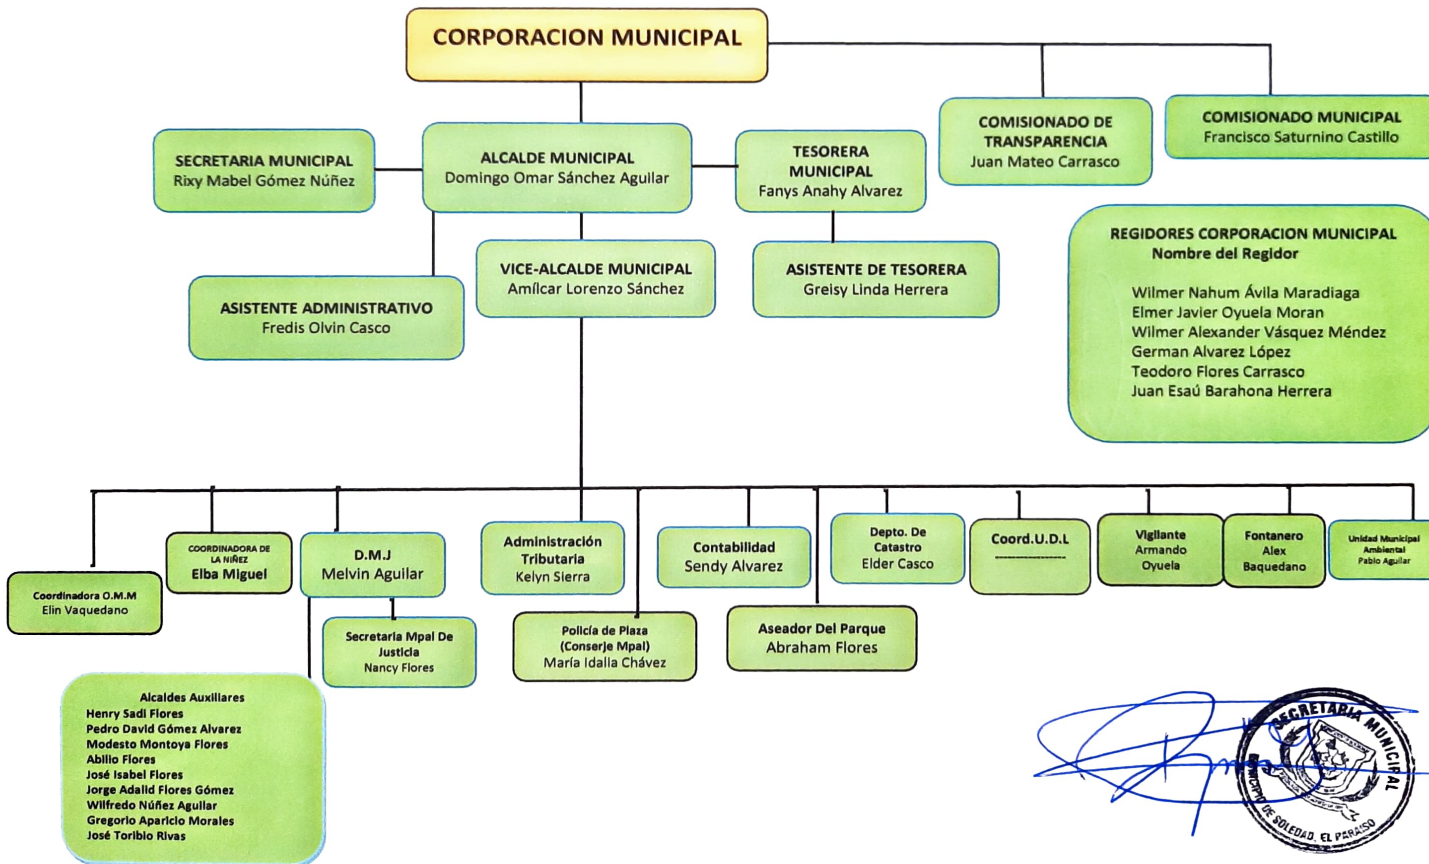 CORPORACION MUNICIPAL
COMISIONADO DE
TRANSPARENCIA
Juan Mateo Carrasco
COMISIONADO MUNICIPAL
Francisco Saturnino Castillo
SECRETARIA MUNICIPAL
Rixy Mabel Gómez Núñez
ALCALDE MUNICIPAL
Domingo Omar Sánchez Aguilar
TESORERA
MUNICIPAL
Fanys Anahy Alvarez
ASISTENTE ADMINISTRATIVO
Fredis Olvin Casco
VICE-ALCALDE MUNICIPAL
Amílcar Lorenzo Sánchez
ASISTENTE DE TESORERA
Greisy Linda Herrera
REGIDORES CORPORACION MUNICIPAL
Nombre del Regidor
Wilmer Nahum Ávila Maradiaga
Elmer Javier Oyuela Moran
Wilmer Alexander Vásquez Méndez
German Alvarez López
Teodoro Flores Carrasco
Juan Esaú Barahona Herrera
Coordinadora O.M.M
Elin Vaquedano
COORDINADORA DE
LA NIÑEZ
Elba Miguel
D.M.J
Melvin Aguilar
Administración
Tributaria
Kelyn Sierra
Contabilidad
Sendy Alvarez
Depto. De
Catastro
Elder Casco
Coord.U.D.L
--------------------
Vigilante
Armando
Oyuela
Fontanero
Alex
Baquedano
Unidad Municipal
Ambiental
Pablo Aguilar
Secretaria Mpal De
Justicia
Nancy Flores
Policía de Plaza
(Conserje Mpal)
María Idalia Chávez
Aseador Del Parque
Abraham Flores
Alcaldes Auxiliares
Henry Sadi Flores
Pedro David Gómez Alvarez
Modesto Montoya Flores
Abilio Flores
José Isabel Flores
Jorge Adalid Flores Gómez
Wilfredo Núñez Aguilar
Gregorio Aparicio Morales
José Toribio Rivas
SECRETARIA MUNICIPAL
MUNICIPIO DE SOLEDAD, EL PARAISO